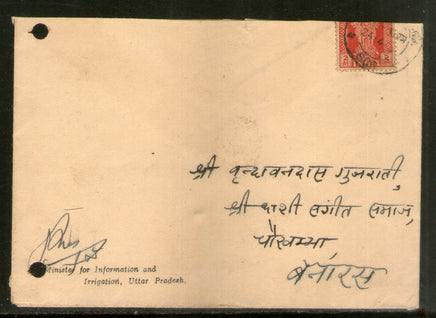 श्री वृन्दावनदास गुजराती,
श्री काशी संगीत समाज,
चौखम्भा,
बनारस
Minister for Information and
Irrigation, Uttar Pradesh.